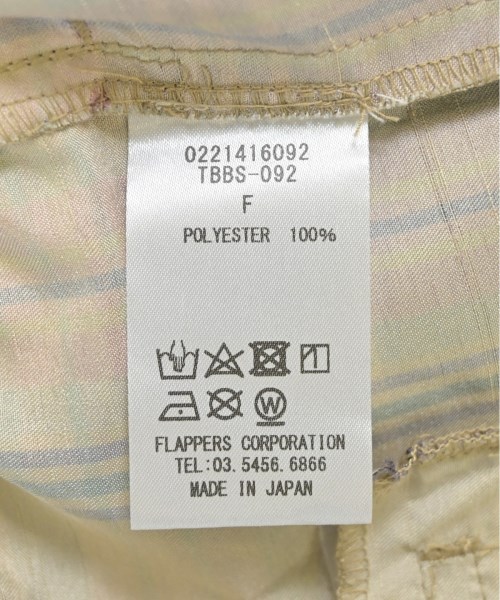 0221416092
TBBS-092
F
POLYESTER 100%
W
FLAPPERS CORPORATION
TEL:03.5456.6866
MADE IN JAPAN